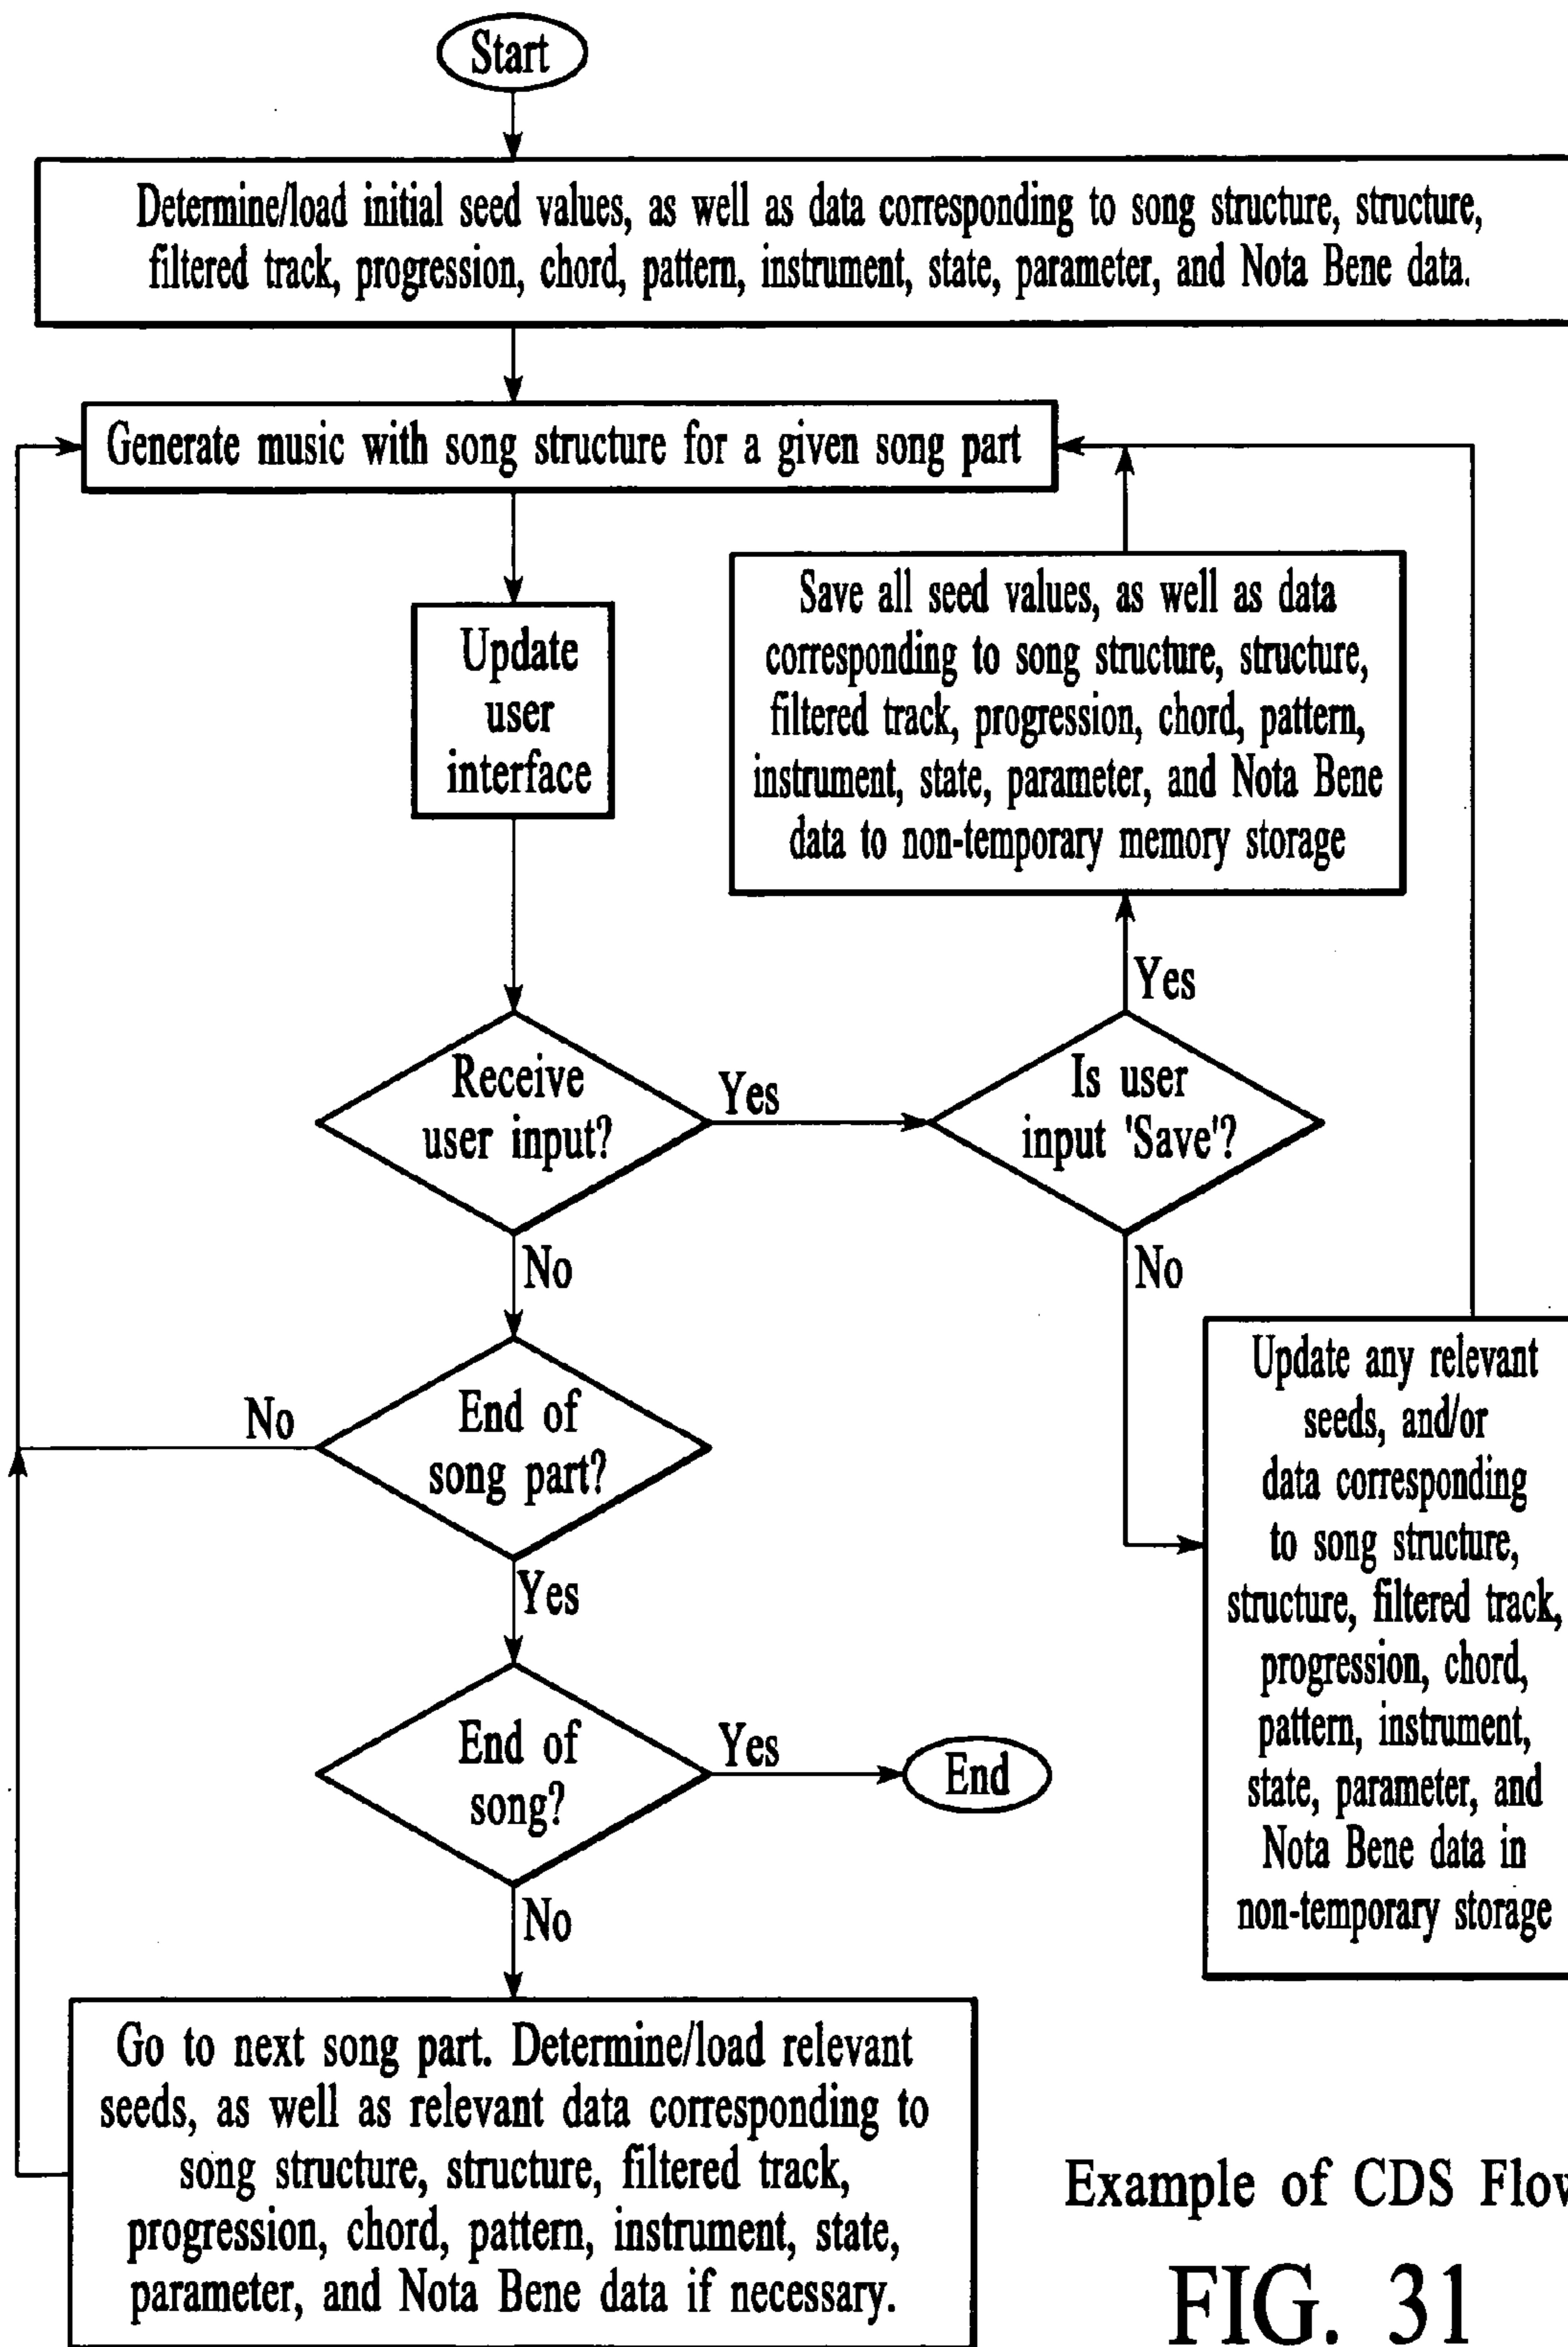 Start
Determine/load initial seed values, as well as data corresponding to song structure, structure,
filtered track, progression, chord, pattern, instrument, state, parameter, and Nota Bene data.
Generate music with song structure for a given song part
Update
user
interface
Save all seed values, as well as data
corresponding to song structure, structure,
filtered track, progression, chord, pattern,
instrument, state, parameter, and Nota Bene
data to non-temporary memory storage
Yes
Receive
user input?
Yes
Is user
input 'Save'?
No
No
Update any relevant
seeds, and/or
data corresponding
to song structure,
structure, filtered track,
progression, chord,
pattern, instrument,
state, parameter, and
Nota Bene data in
non-temporary storage
End of
song part?
No
Yes
End of
song?
Yes
End
No
Go to next song part. Determine/load relevant
seeds, as well as relevant data corresponding to
song structure, structure, filtered track,
progression, chord, pattern, instrument, state,
parameter, and Nota Bene data if necessary.
Example of CDS Flow
FIG. 31